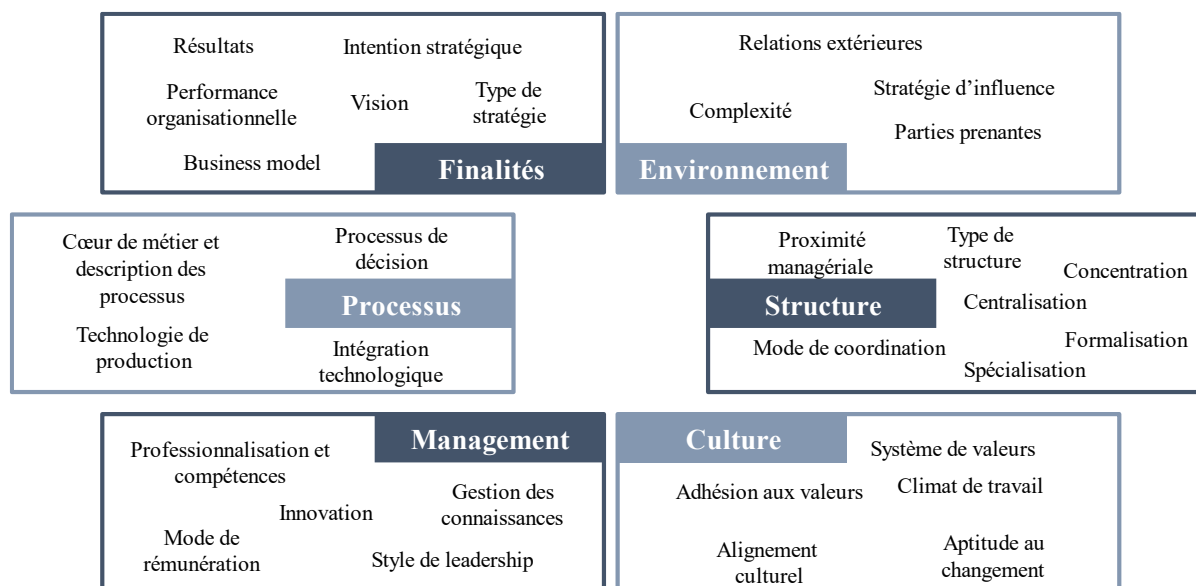 Résultats
Intention stratégique
Performance
organisationnelle
Vision
Type de
stratégie
Business model
Finalités
Relations extérieures
Complexité
Stratégie d’influence
Parties prenantes
Environnement
Cœur de métier et
description des
processus
Processus de
décision
Processus
Technologie de
production
Intégration
technologique
Proximité
managériale
Type de
structure
Concentration
Structure
Centralisation
Mode de coordination
Formalisation
Spécialisation
Management
Professionnalisation et
compétences
Innovation
Gestion des
connaissances
Mode de
rémunération
Style de leadership
Culture
Système de valeurs
Adhésion aux valeurs
Climat de travail
Alignement
culturel
Aptitude au
changement